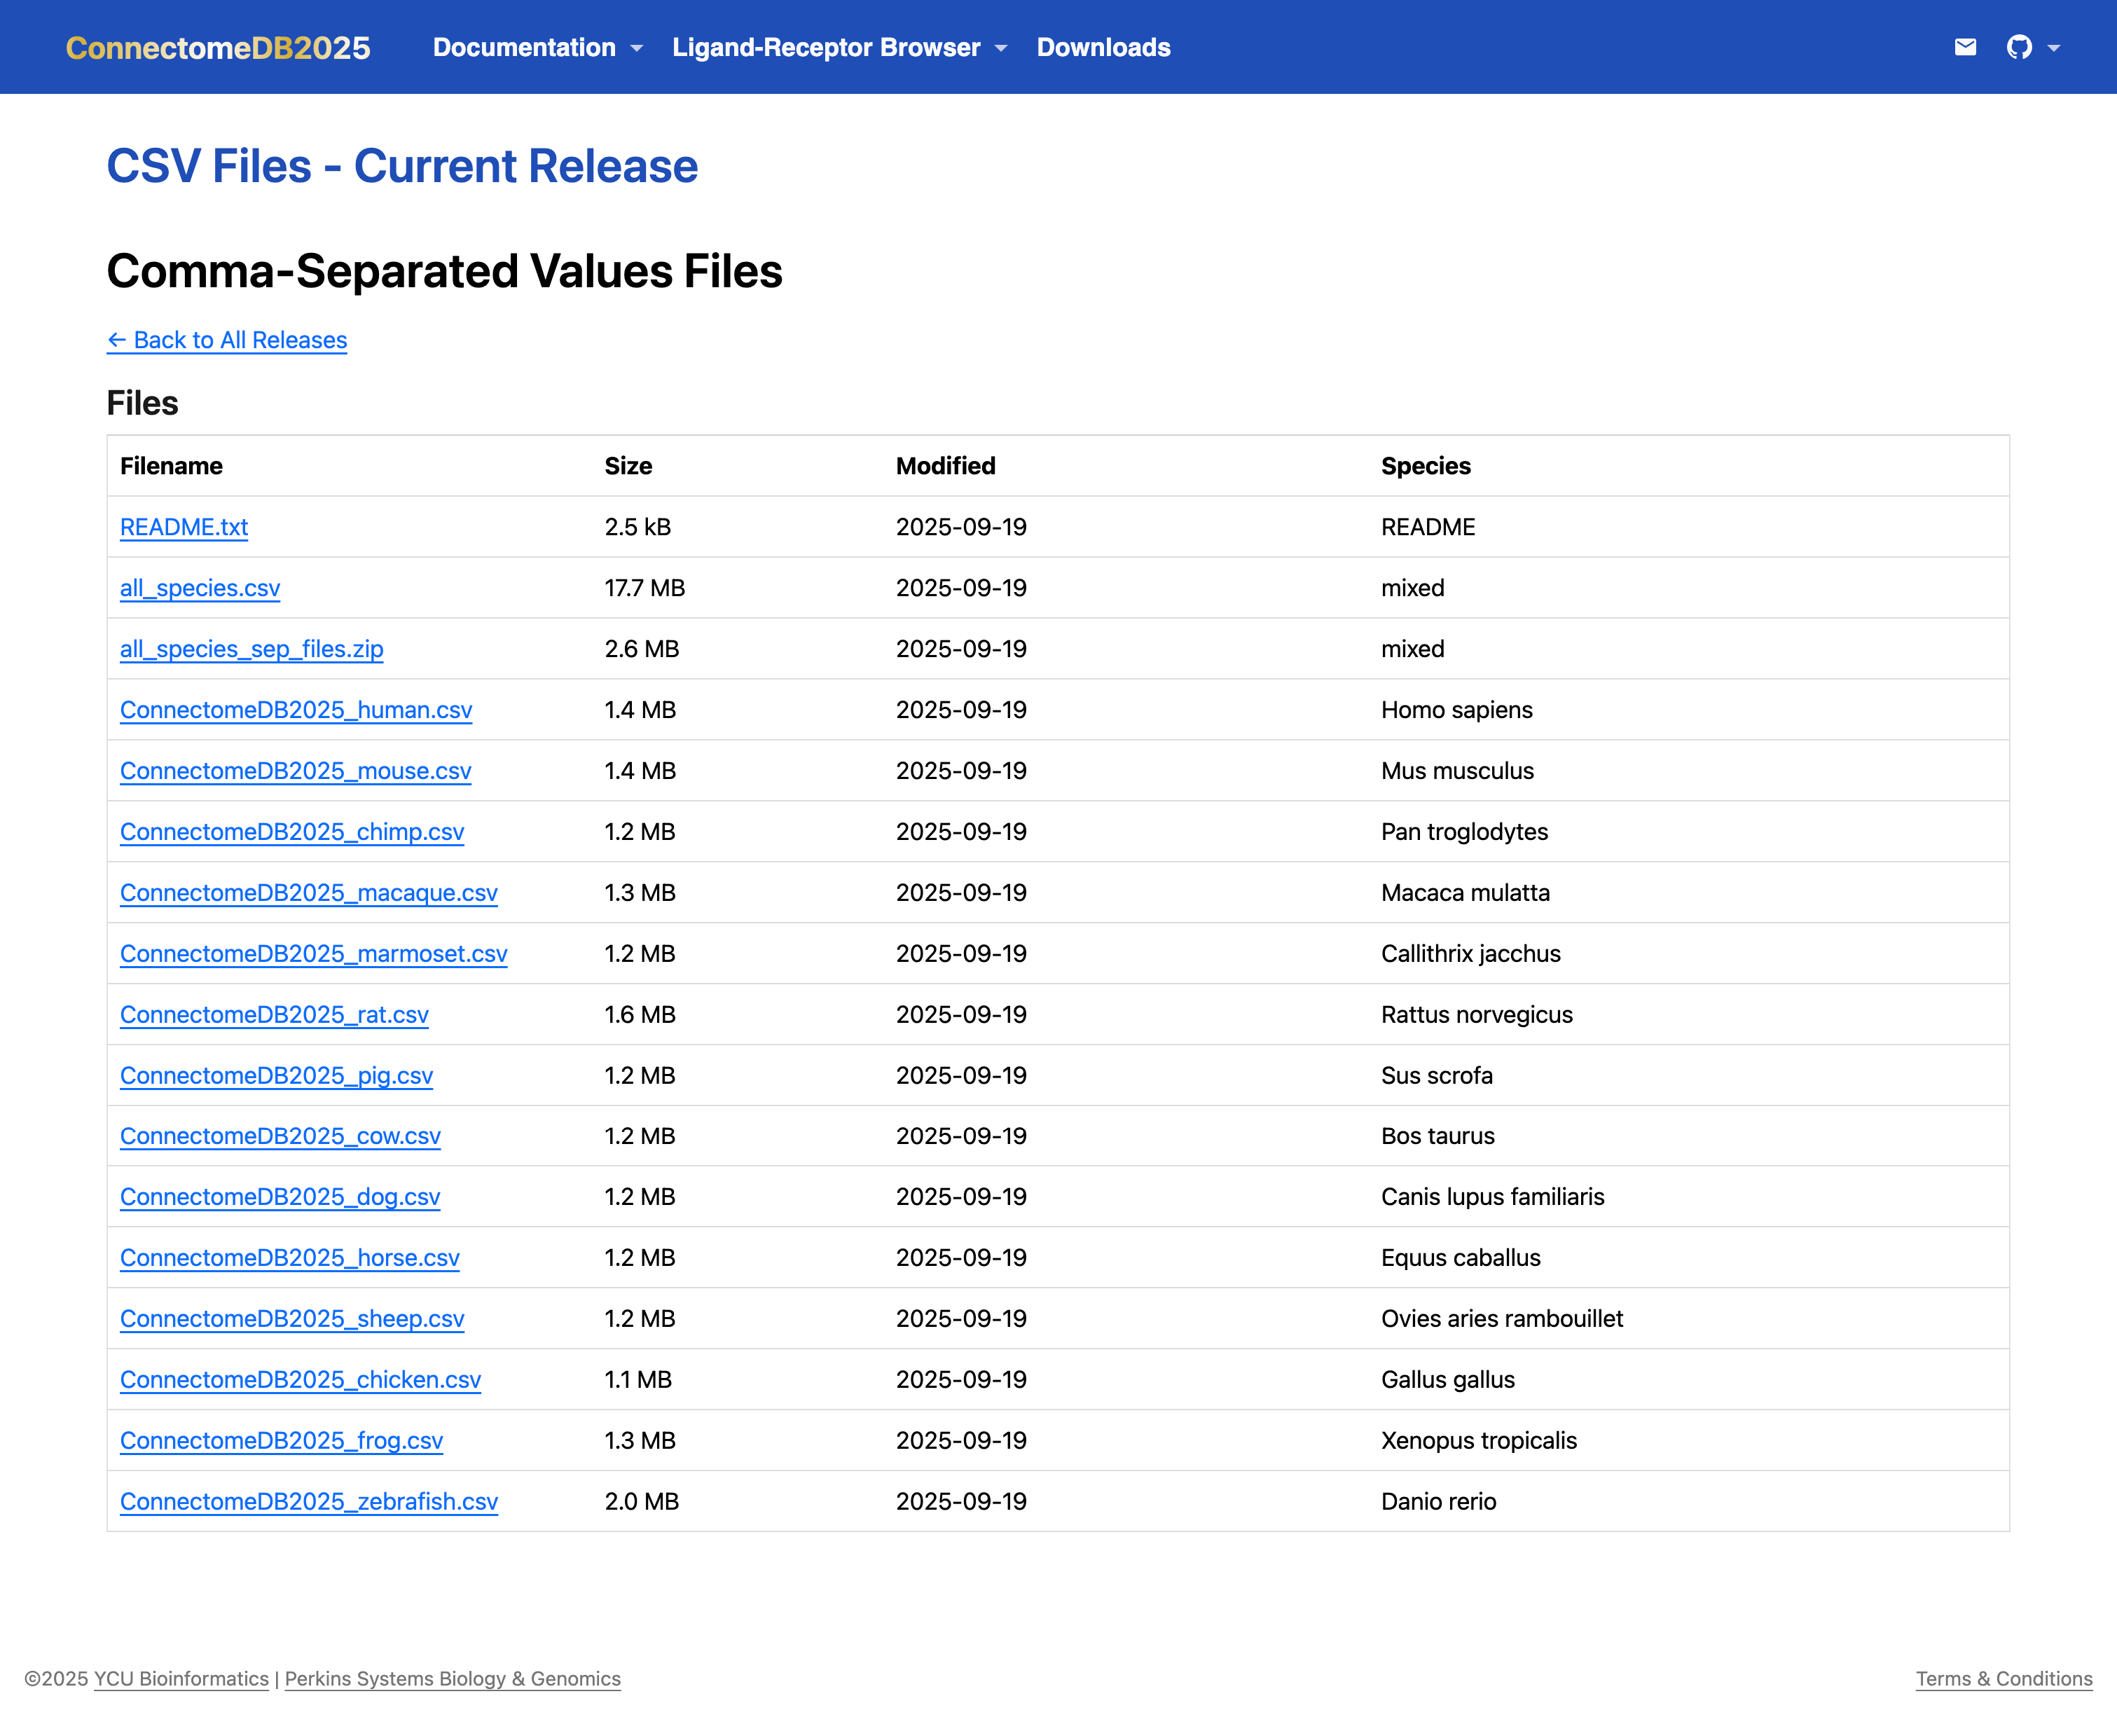 ConnectomeDB2025 Documentation Ligand-Receptor Browser Downloads
CSV Files - Current Release
Comma-Separated Values Files
← Back to All Releases
Files
Filename Size Modified Species
README.txt 2.5 kB 2025-09-19 README
all_species.csv 17.7 MB 2025-09-19 mixed
all_species_sep_files.zip 2.6 MB 2025-09-19 mixed
ConnectomeDB2025_human.csv 1.4 MB 2025-09-19 Homo sapiens
ConnectomeDB2025_mouse.csv 1.4 MB 2025-09-19 Mus musculus
ConnectomeDB2025_chimp.csv 1.2 MB 2025-09-19 Pan troglodytes
ConnectomeDB2025_macaque.csv 1.3 MB 2025-09-19 Macaca mulatta
ConnectomeDB2025_marmoset.csv 1.2 MB 2025-09-19 Callithrix jacchus
ConnectomeDB2025_rat.csv 1.6 MB 2025-09-19 Rattus norvegicus
ConnectomeDB2025_pig.csv 1.2 MB 2025-09-19 Sus scrofa
ConnectomeDB2025_cow.csv 1.2 MB 2025-09-19 Bos taurus
ConnectomeDB2025_dog.csv 1.2 MB 2025-09-19 Canis lupus familiaris
ConnectomeDB2025_horse.csv 1.2 MB 2025-09-19 Equus caballus
ConnectomeDB2025_sheep.csv 1.2 MB 2025-09-19 Ovies aries rambouillet
ConnectomeDB2025_chicken.csv 1.1 MB 2025-09-19 Gallus gallus
ConnectomeDB2025_frog.csv 1.3 MB 2025-09-19 Xenopus tropicalis
ConnectomeDB2025_zebrafish.csv 2.0 MB 2025-09-19 Danio rerio
©2025 YCU Bioinformatics | Perkins Systems Biology & Genomics Terms & Conditions